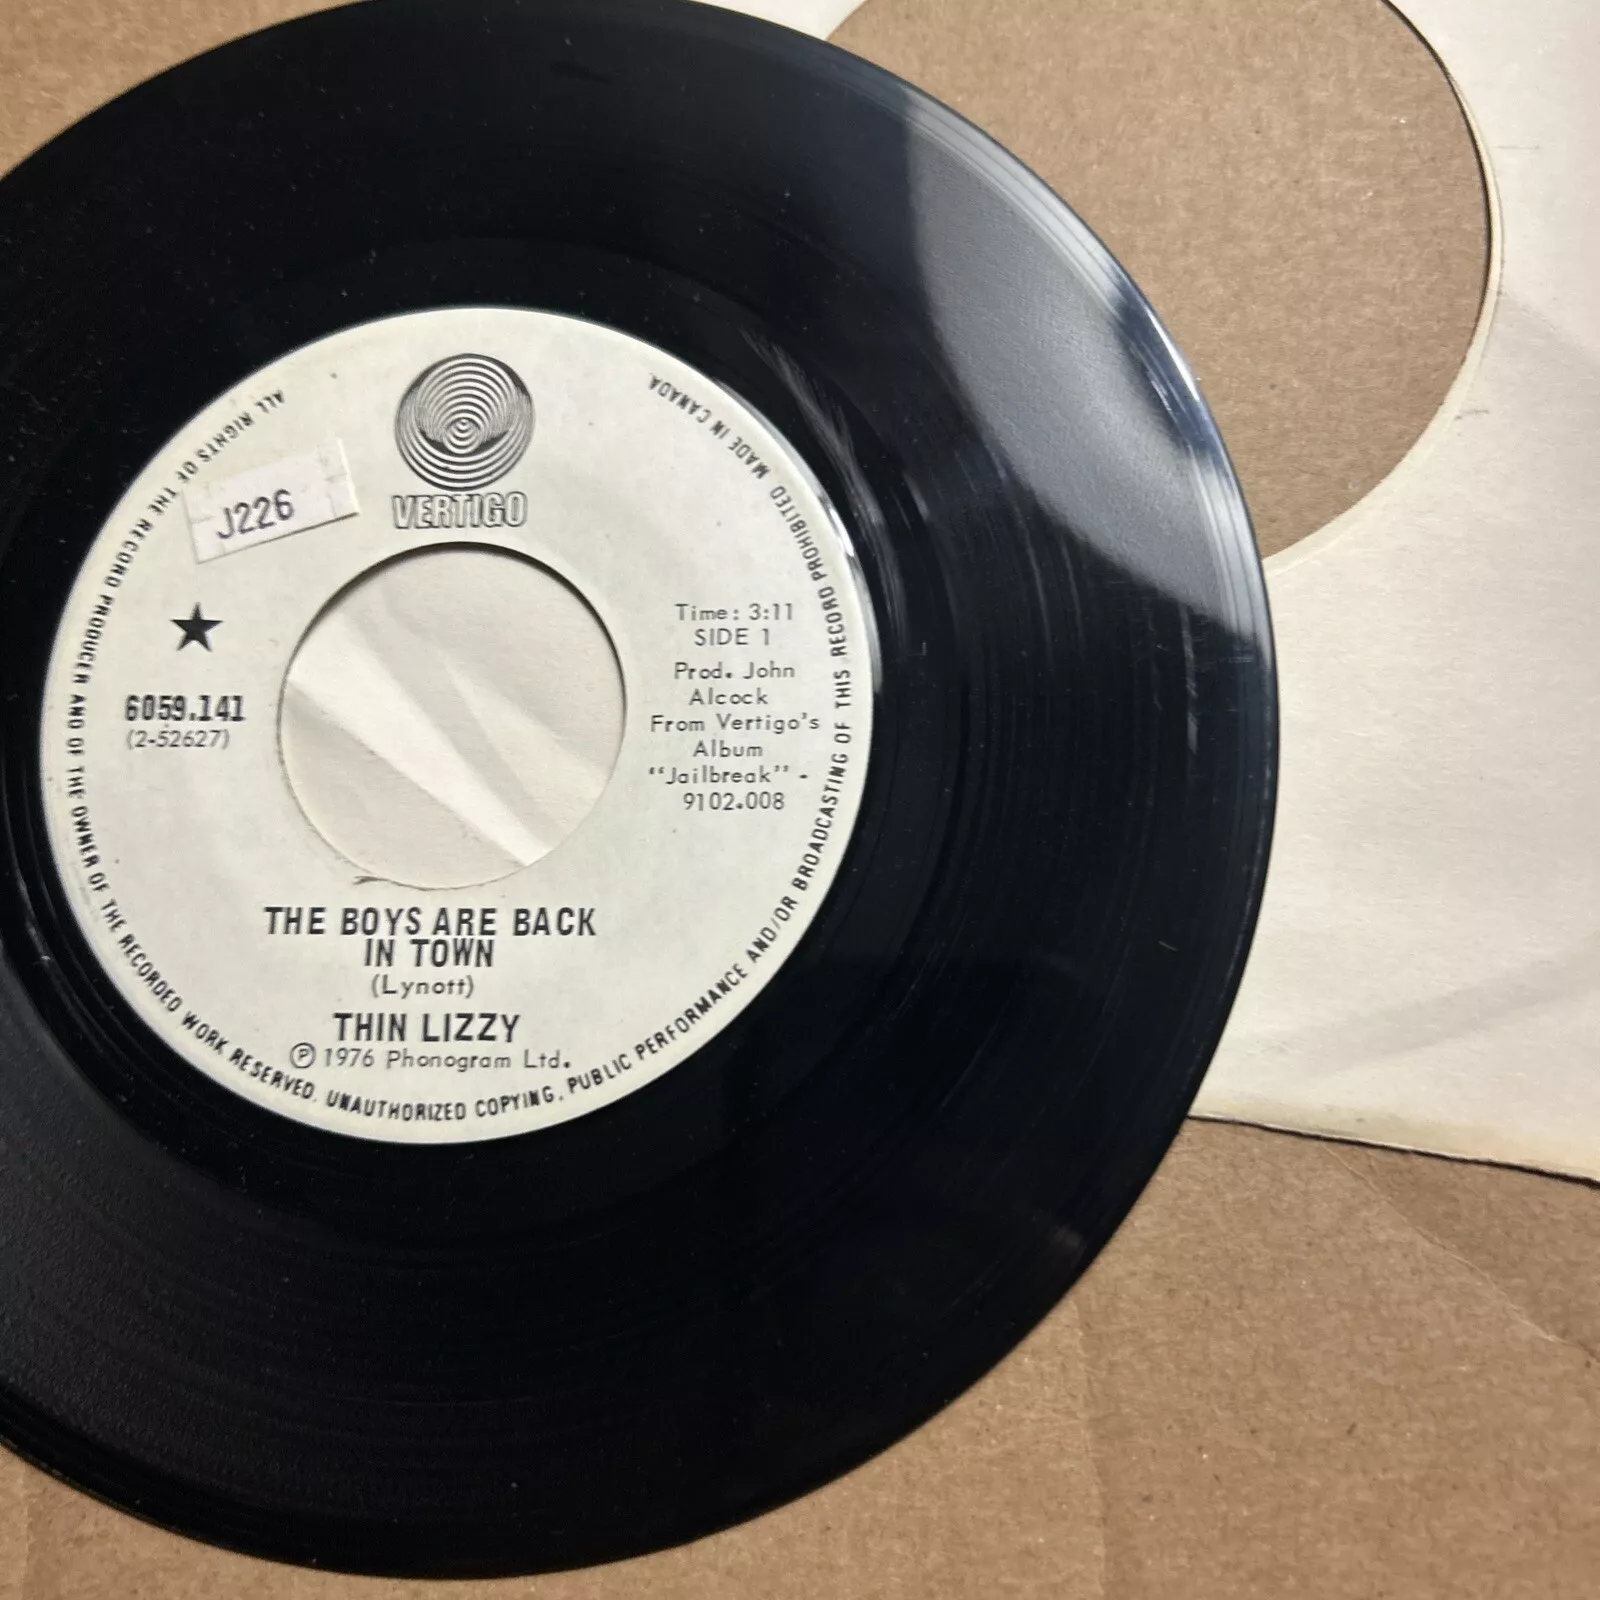 VERTIGO
J226
★
6059.141
(2-52627)
Time: 3:11
SIDE 1
Prod. John
Alcock
From Vertigo's
Album
"Jailbreak" -
9102.008
THE BOYS ARE BACK
IN TOWN
(Lynott)
THIN LIZZY
Ⓟ 1976 Phonogram Ltd.
ALL RIGHTS OF THE RECORD PRODUCER AND OF THE OWNER OF THE RECORDED WORK RESERVED. UNAUTHORIZED COPYING, PUBLIC PERFORMANCE AND/OR BROADCASTING OF THIS RECORD PROHIBITED MADE IN CANADA.